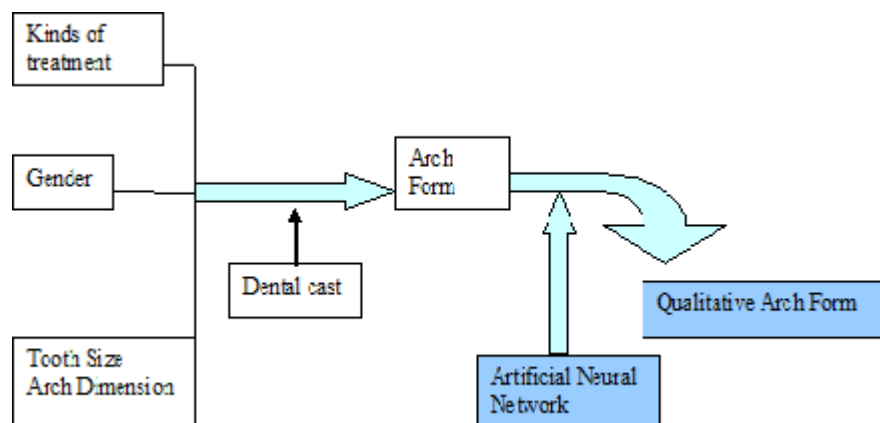 Kinds of
treatment
Gender
Arch
Form
Dental cast
Qualitative Arch Form
Tooth Size
Arch Dimension
Artificial Neural
Network